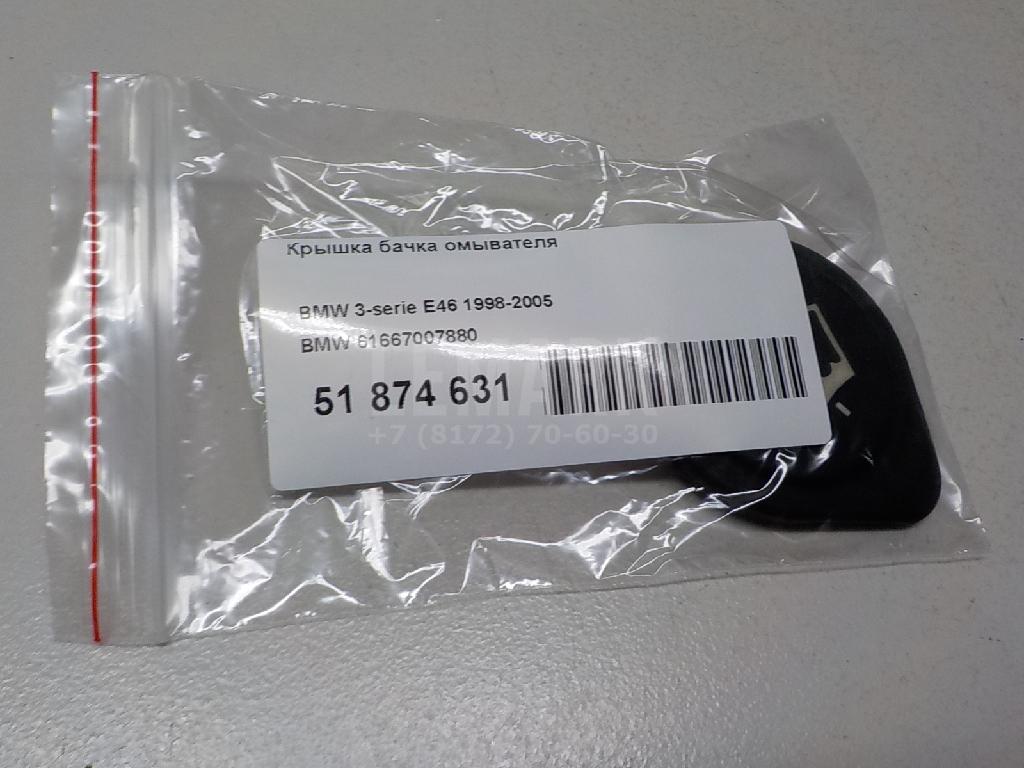 Крышка бачка омывателя
BMW 3-serie E46 1998-2005
BMW 61667007880
51 874 631
+7 (8172) 70-60-30